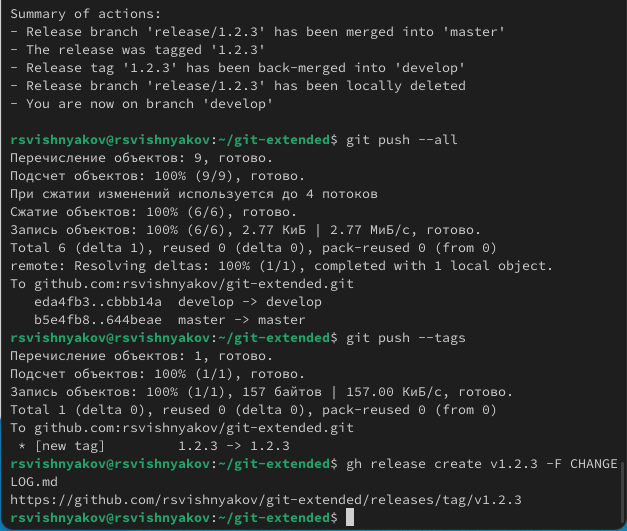 Summary of actions:
- Release branch 'release/1.2.3' has been merged into 'master'
- The release was tagged '1.2.3'
- Release tag '1.2.3' has been back-merged into 'develop'
- Release branch 'release/1.2.3' has been locally deleted
- You are now on branch 'develop'
rsvishnyakov@rsvishnyakov:~/git-extended$ git push --all
Перечисление объектов: 9, готово.
Подсчет объектов: 100% (9/9), готово.
При сжатии изменений используется до 4 потоков
Сжатие объектов: 100% (6/6), готово.
Запись объектов: 100% (6/6), 2.77 КиБ | 2.77 МиБ/с, готово.
Total 6 (delta 1), reused 0 (delta 0), pack-reused 0 (from 0)
remote: Resolving deltas: 100% (1/1), completed with 1 local object.
To github.com:rsvishnyakov/git-extended.git
   eda4fb3..cbbb14a  develop -> develop
   b5e4fb8..644beae  master -> master
rsvishnyakov@rsvishnyakov:~/git-extended$ git push --tags
Перечисление объектов: 1, готово.
Подсчет объектов: 100% (1/1), готово.
Запись объектов: 100% (1/1), 157 байтов | 157.00 КиБ/с, готово.
Total 1 (delta 0), reused 0 (delta 0), pack-reused 0 (from 0)
To github.com:rsvishnyakov/git-extended.git
 * [new tag]         1.2.3 -> 1.2.3
rsvishnyakov@rsvishnyakov:~/git-extended$ gh release create v1.2.3 -F CHANGE
LOG.md
https://github.com/rsvishnyakov/git-extended/releases/tag/v1.2.3
rsvishnyakov@rsvishnyakov:~/git-extended$